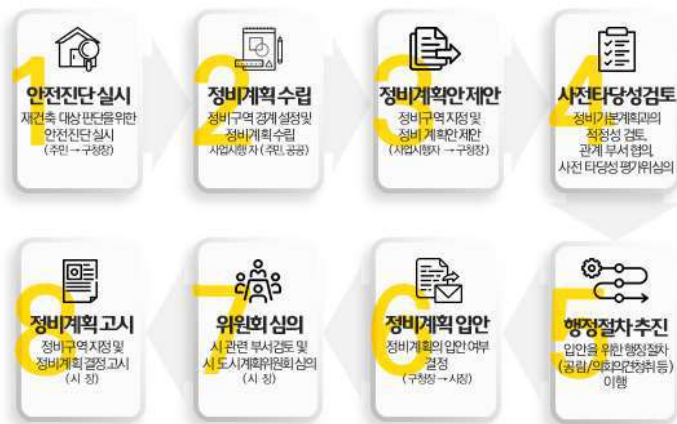 1
안전진단 실시
재건축 대상 판단을위한
안전진단 실시
(주민 → 구청장)
2
정비계획 수립
정비구역 경계 설정및
정비계획 수립
사업시행 자 (주민, 공공)
3
정비계획안 제안
정비구역 지정 및
정비 계획안 제안
(사업시행자 → 구청장)
4
사전타당성검토
정비기본계획과의
적정성 검토,
관계 부서 협의,
사전 타당성 평가위심의
5
행정절차 추진
입안을 위한 행정절차
(공람/의회의견청취 등)
이행
6
정비계획 입안
정비계획의 입안 여부
결정
(구청장→시장)
7
위원회 심의
시 관련 부서검토 및
시 도시계획위원회 심의
(시 장)
8
정비계획 고시
정비구역 지정 및
정비계획 결정고시
(시 장)